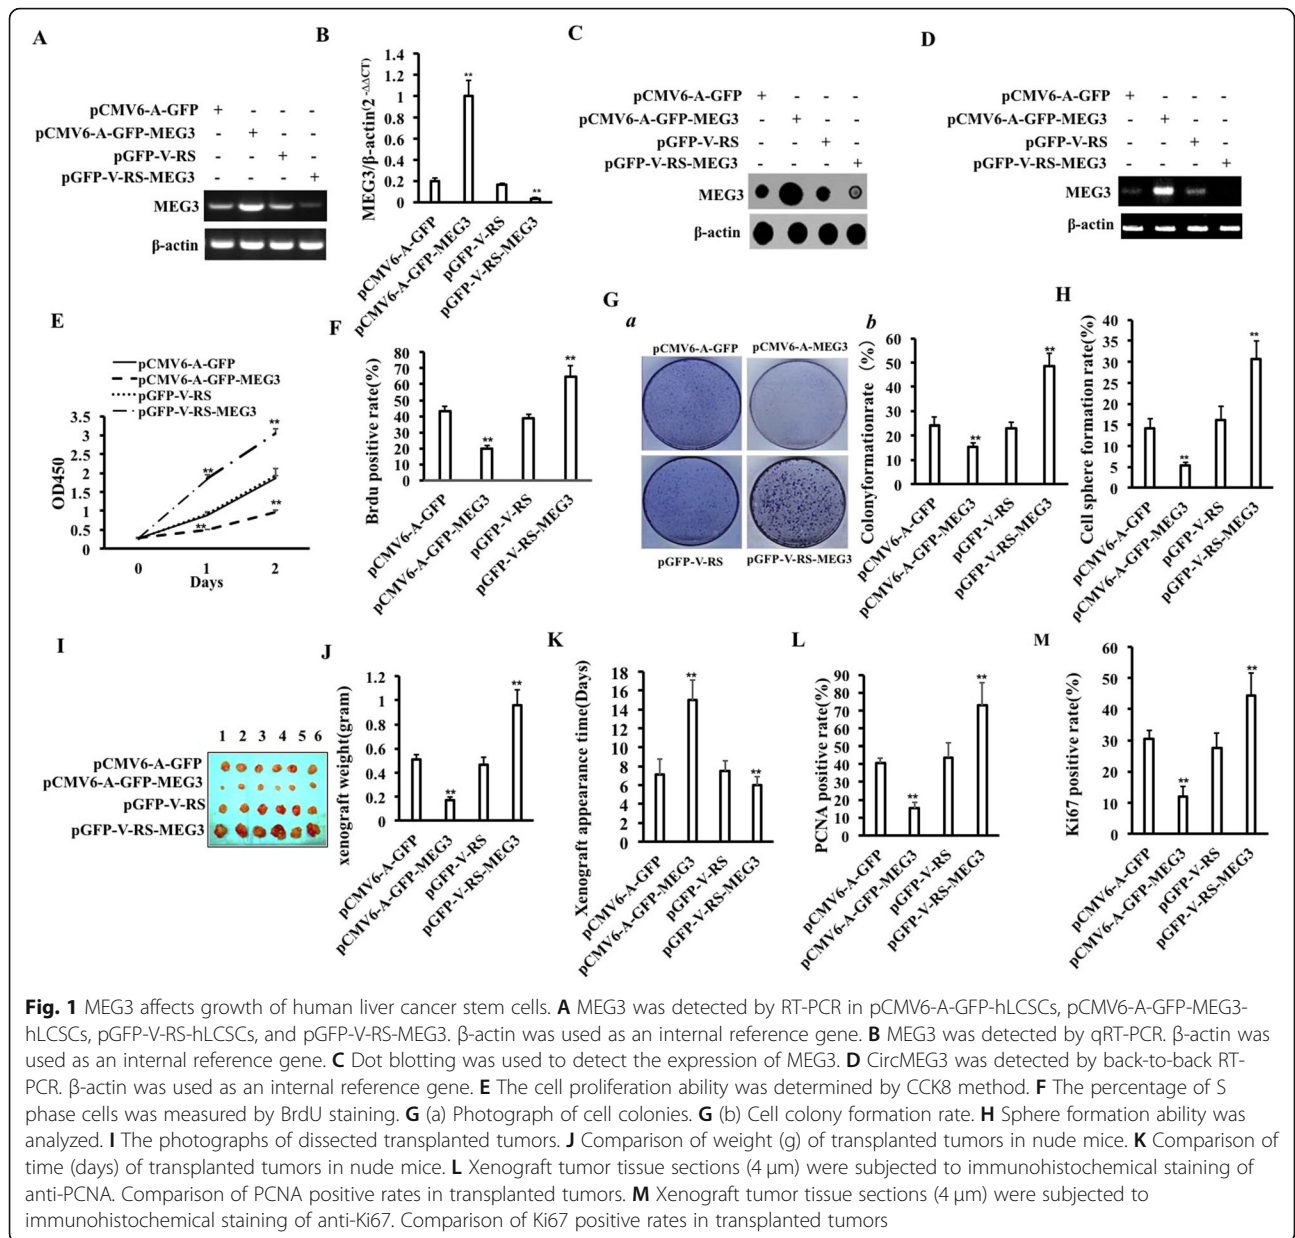 A
pCMV6-A-GFP + - - -
pCMV6-A-GFP-MEG3 - + - -
pGFP-V-RS - - + -
pGFP-V-RS-MEG3 - - - +
MEG3
β-actin
B
MEG3/β-actin(2^-ΔΔCT)
1.4
1.2
1
0.8
0.6
0.4
0.2
0
**
**
pCMV6-A-GFP
pCMV6-A-GFP-MEG3
pGFP-V-RS
pGFP-V-RS-MEG3
C
pCMV6-A-GFP + - - -
pCMV6-A-GFP-MEG3 - + - -
pGFP-V-RS - - + -
pGFP-V-RS-MEG3 - - - +
MEG3
β-actin
D
pCMV6-A-GFP + - - -
pCMV6-A-GFP-MEG3 - + - -
pGFP-V-RS - - + -
pGFP-V-RS-MEG3 - - - +
MEG3
β-actin
E
pCMV6-A-GFP
pCMV6-A-GFP-MEG3
pGFP-V-RS
pGFP-V-RS-MEG3
OD450
3.5
3
2.5
2
1.5
1
0.5
0
**
**
**
**
0 1 2
Days
F
Brdu positive rate(%)
80
70
60
50
40
30
20
10
0
**
**
pCMV6-A-GFP
pCMV6-A-GFP-MEG3
pGFP-V-RS
pGFP-V-RS-MEG3
G
a
pCMV6-A-GFP pCMV6-A-MEG3
pGFP-V-RS pGFP-V-RS-MEG3
b
Colonyformationrate (%)
60
50
40
30
20
10
0
**
**
pCMV6-A-GFP
pCMV6-A-GFP-MEG3
pGFP-V-RS
pGFP-V-RS-MEG3
H
Cell sphere formation rate(%)
40
35
30
25
20
15
10
5
0
**
**
pCMV6-A-GFP
pCMV6-A-GFP-MEG3
pGFP-V-RS
pGFP-V-RS-MEG3
I
1 2 3 4 5 6
pCMV6-A-GFP
pCMV6-A-GFP-MEG3
pGFP-V-RS
pGFP-V-RS-MEG3
J
xenograft weight(gram)
1.2
1
0.8
0.6
0.4
0.2
0
**
**
pCMV6-A-GFP
pCMV6-A-GFP-MEG3
pGFP-V-RS
pGFP-V-RS-MEG3
K
Xenograft appearance time(Days)
18
16
14
12
10
8
6
4
2
0
**
**
pCMV6-A-GFP
pCMV6-A-GFP-MEG3
pGFP-V-RS
pGFP-V-RS-MEG3
L
PCNA positive rate(%)
90
80
70
60
50
40
30
20
10
0
**
**
pCMV6-A-GFP
pCMV6-A-GFP-MEG3
pGFP-V-RS
pGFP-V-RS-MEG3
M
Ki67 positive rate(%)
60
50
40
30
20
10
0
**
**
pCMV6-A-GFP
pCMV6-A-GFP-MEG3
pGFP-V-RS
pGFP-V-RS-MEG3
Fig. 1 MEG3 affects growth of human liver cancer stem cells. A MEG3 was detected by RT-PCR in pCMV6-A-GFP-hLCSCs, pCMV6-A-GFP-MEG3-
hLCSCs, pGFP-V-RS-hLCSCs, and pGFP-V-RS-MEG3. β-actin was used as an internal reference gene. B MEG3 was detected by qRT-PCR. β-actin was
used as an internal reference gene. C Dot blotting was used to detect the expression of MEG3. D CircMEG3 was detected by back-to-back RT-
PCR. β-actin was used as an internal reference gene. E The cell proliferation ability was determined by CCK8 method. F The percentage of S
phase cells was measured by BrdU staining. G (a) Photograph of cell colonies. G (b) Cell colony formation rate. H Sphere formation ability was
analyzed. I The photographs of dissected transplanted tumors. J Comparison of weight (g) of transplanted tumors in nude mice. K Comparison of
time (days) of transplanted tumors in nude mice. L Xenograft tumor tissue sections (4 μm) were subjected to immunohistochemical staining of
anti-PCNA. Comparison of PCNA positive rates in transplanted tumors. M Xenograft tumor tissue sections (4 μm) were subjected to
immunohistochemical staining of anti-Ki67. Comparison of Ki67 positive rates in transplanted tumors